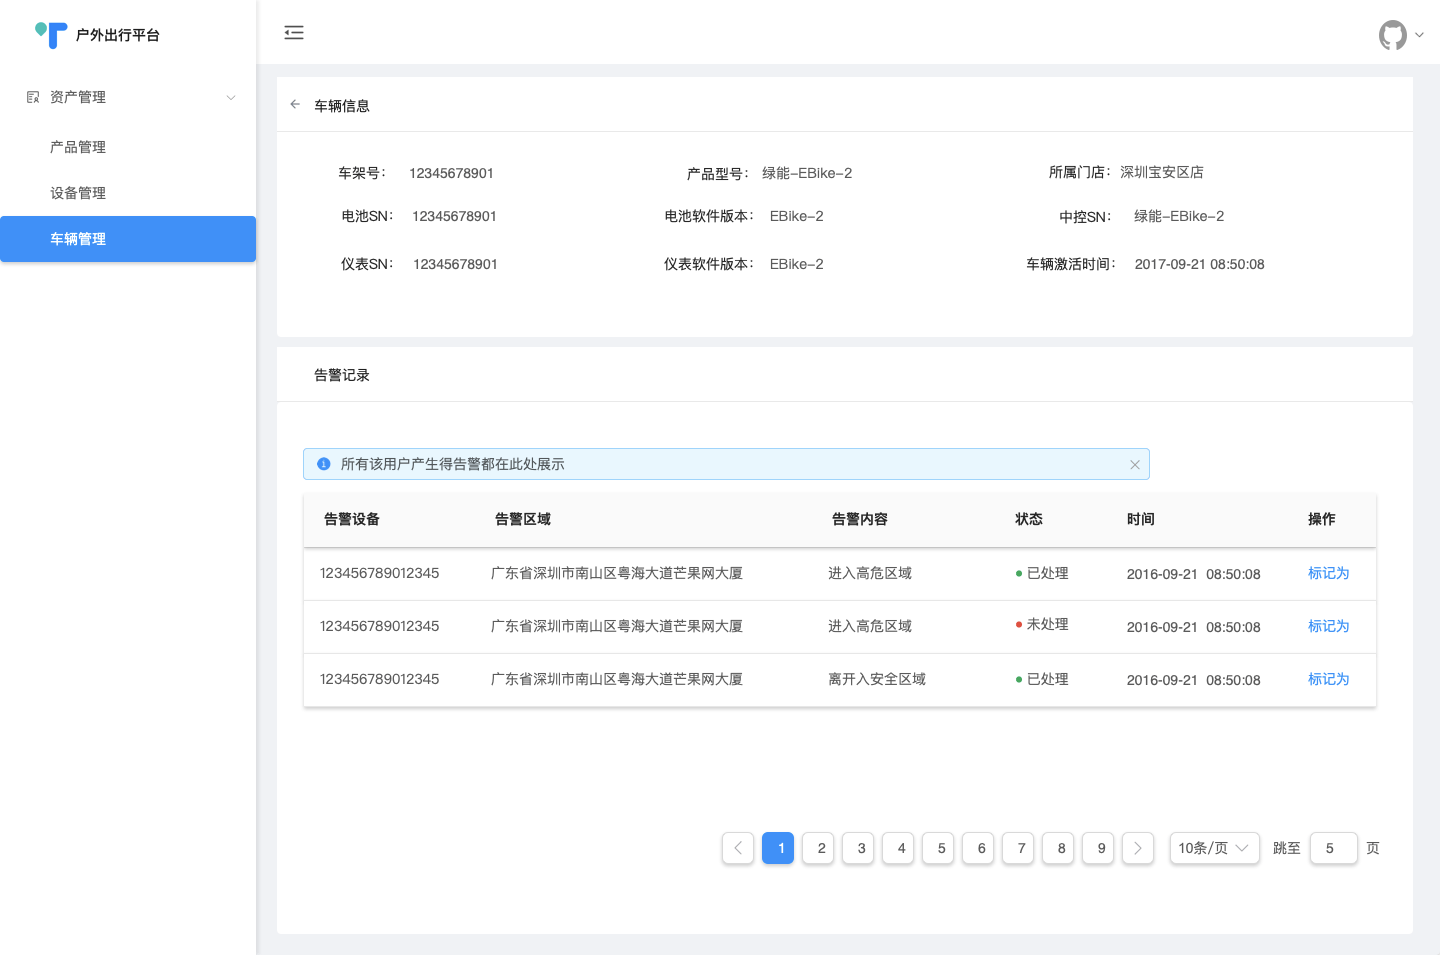 户外出行平台
资产管理
产品管理
设备管理
车辆管理
车辆信息
车架号： 12345678901 产品型号： 绿能-EBike-2 所属门店： 深圳宝安区店
电池SN： 12345678901 电池软件版本： EBike-2 中控SN： 绿能-EBike-2
仪表SN： 12345678901 仪表软件版本： EBike-2 车辆激活时间： 2017-09-21 08:50:08
告警记录
所有该用户产生得告警都在此处展示
告警设备 告警区域 告警内容 状态 时间 操作
123456789012345 广东省深圳市南山区粤海大道芒果网大厦 进入高危区域 已处理 2016-09-21 08:50:08 标记为
123456789012345 广东省深圳市南山区粤海大道芒果网大厦 进入高危区域 未处理 2016-09-21 08:50:08 标记为
123456789012345 广东省深圳市南山区粤海大道芒果网大厦 离开入安全区域 已处理 2016-09-21 08:50:08 标记为
1 2 3 4 5 6 7 8 9 10条/页 跳至 5 页